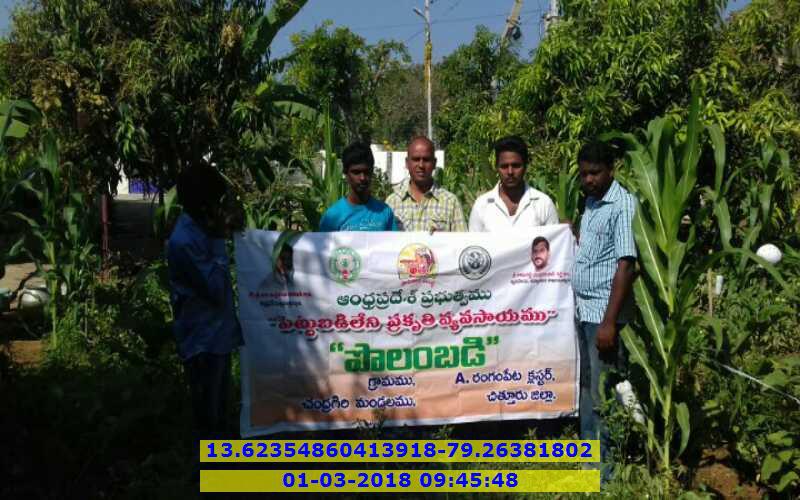 ఆంధ్రప్రదేశ్ ప్రభుత్వము
"పెట్టుబడిలేని ప్రకృతి వ్యవసాయము"
"పొలంబడి"
గ్రామము, A. రంగంపేట క్లస్టర్,
చంద్రగిరి మండలము, చిత్తూరు జిల్లా.
13.62354860413918-79.26381802
01-03-2018 09:45:48